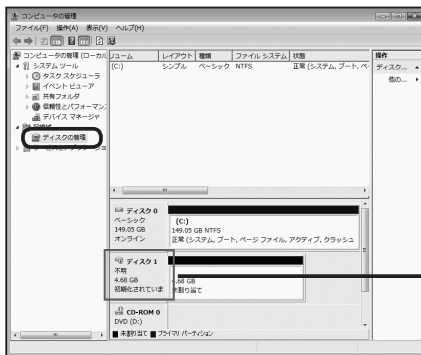 コンピュータの管理
ファイル(F) 操作(A) 表示(V) ヘルプ(H)
コンピュータの管理 (ローカル
システム ツール
タスク スケジューラ
イベント ビューア
共有フォルダ
信頼性とパフォーマンス
デバイス マネージャ
ディスクの管理
リューム レイアウト 種類 ファイル システム 状態
(C:) シンプル ベーシック NTFS 正常 (システム, ブート, ペー
操作
ディスク...
他の...
ディスク 0
ベーシック
149.05 GB
オンライン
(C:)
149.05 GB NTFS
正常 (システム, ブート, ページ ファイル, アクティブ, クラッシュ
ディスク 1
不明
4.68 GB
初期化されていま
4.68 GB
未割り当て
CD-ROM 0
DVD (D:)
未割り当て プライマリ パーティション